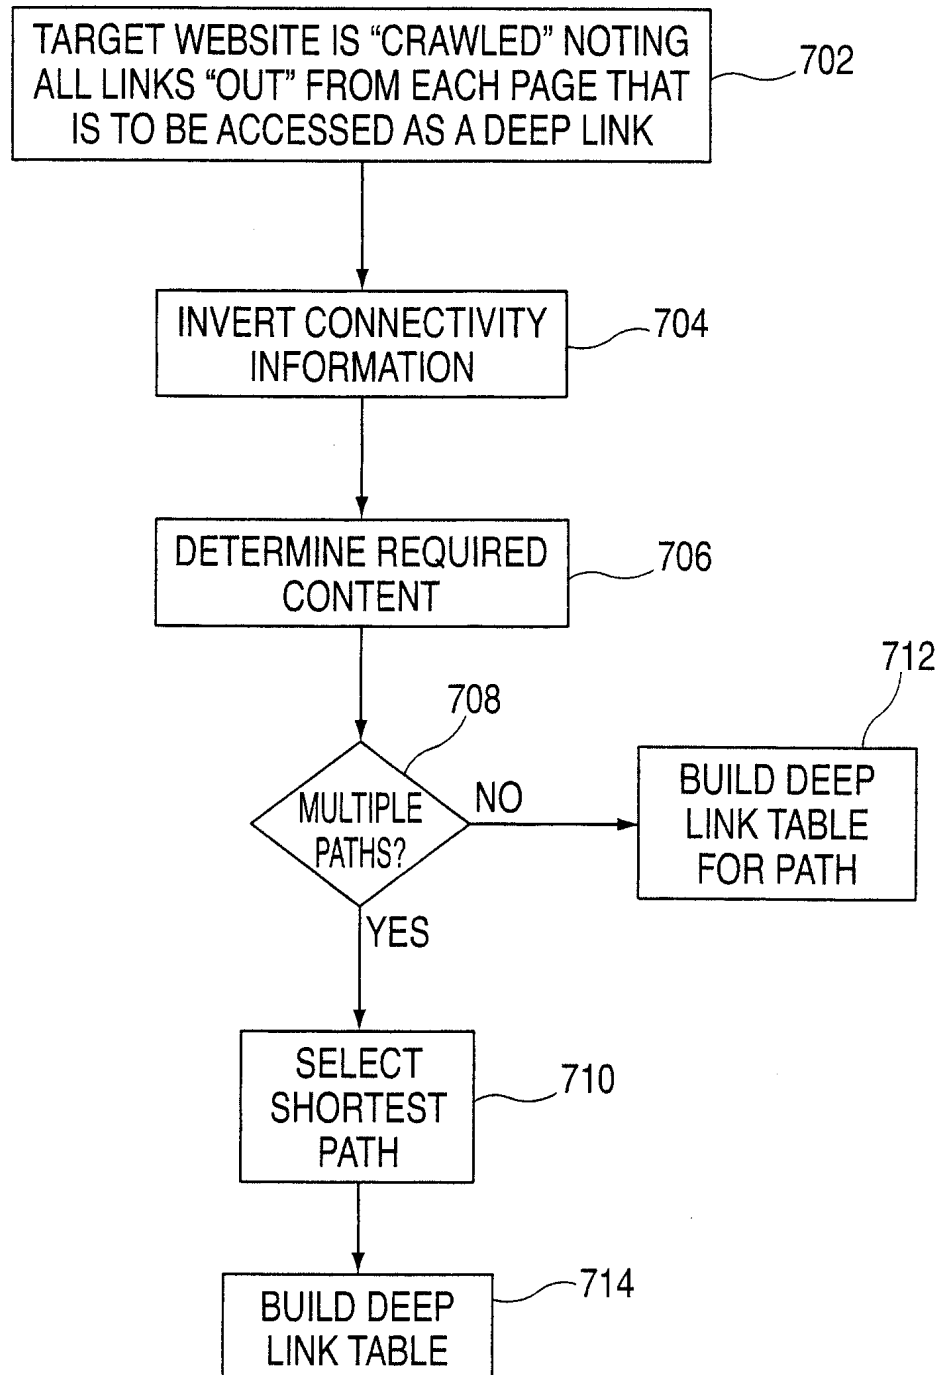 TARGET WEBSITE IS “CRAWLED” NOTING
ALL LINKS “OUT” FROM EACH PAGE THAT
IS TO BE ACCESSED AS A DEEP LINK
702
INVERT CONNECTIVITY
INFORMATION
704
DETERMINE REQUIRED
CONTENT
706
708
MULTIPLE
PATHS?
NO
712
BUILD DEEP
LINK TABLE
FOR PATH
YES
SELECT
SHORTEST
PATH
710
BUILD DEEP
LINK TABLE
714